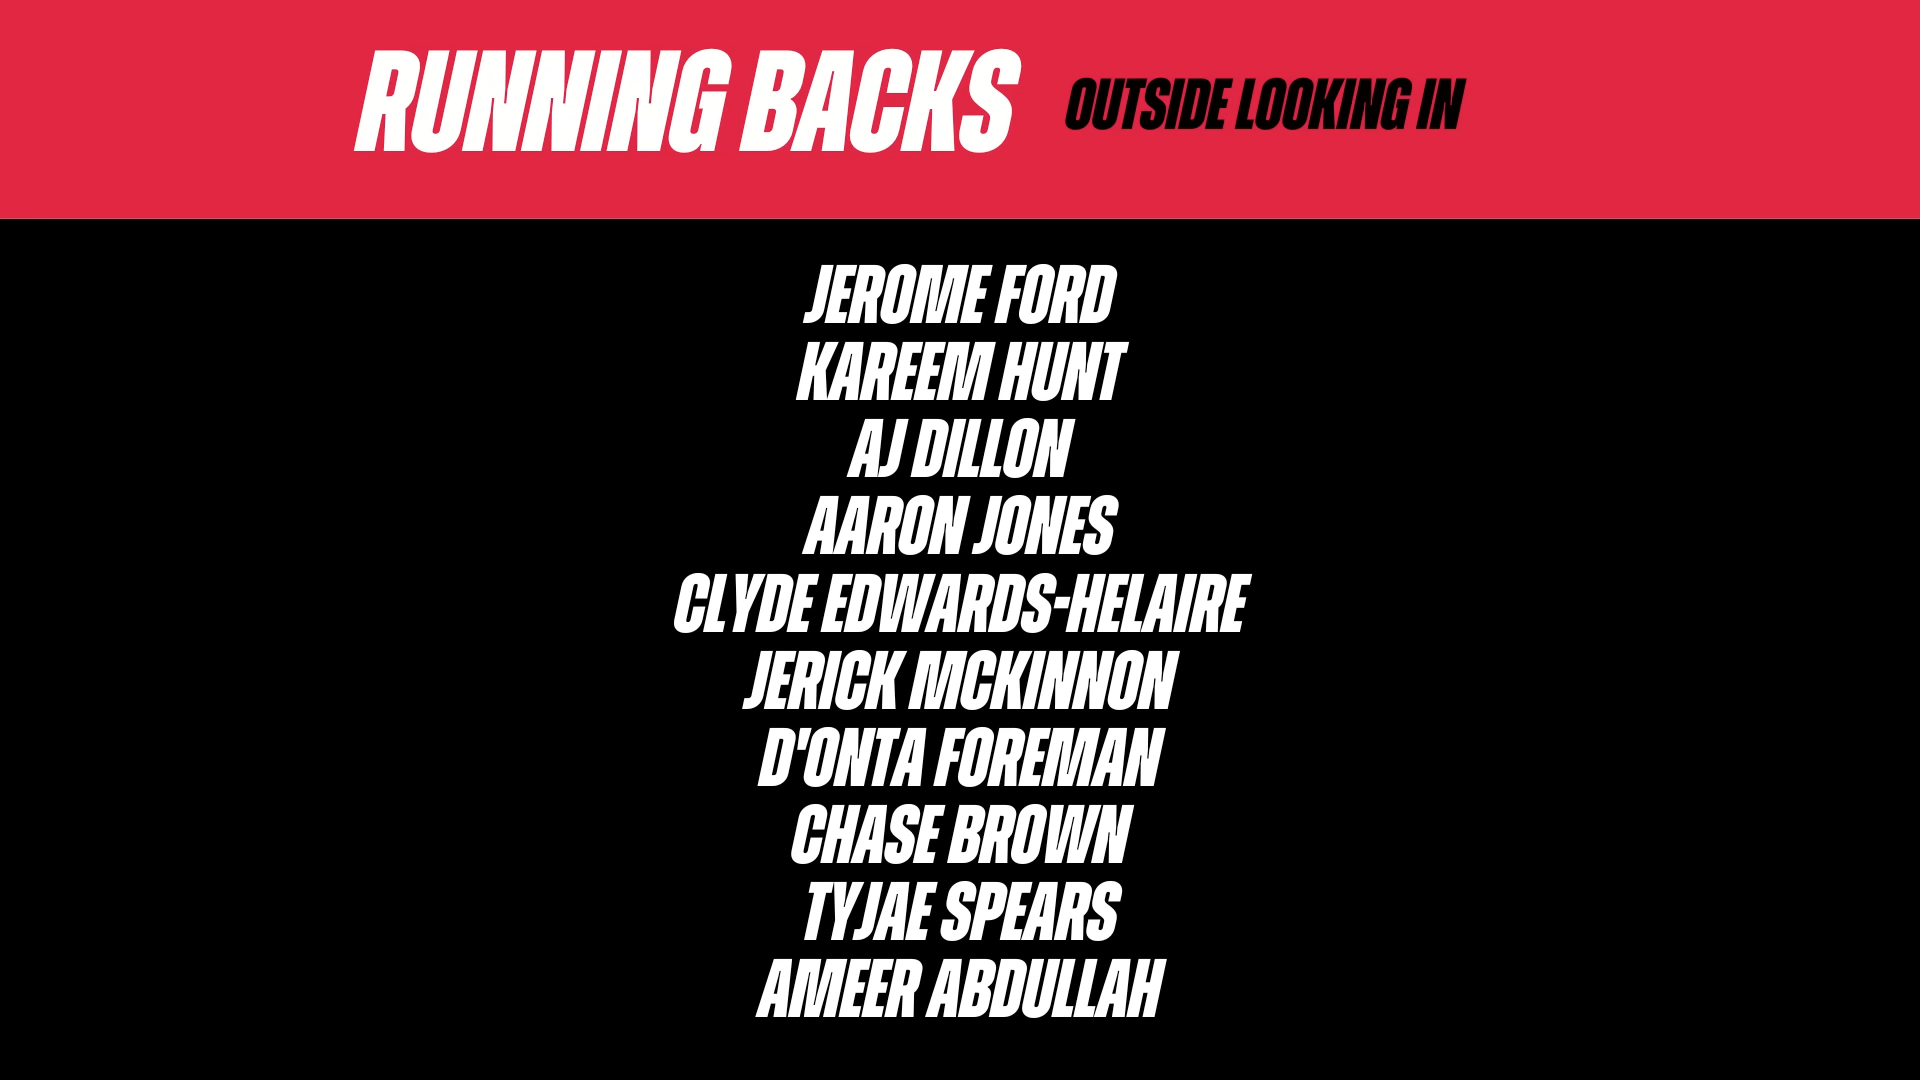 RUNNING BACKS OUTSIDE LOOKING IN
JEROME FORD
KAREEM HUNT
AJ DILLON
AARON JONES
CLYDE EDWARDS-HELAIRE
JERICK MCKINNON
D'ONTA FOREMAN
CHASE BROWN
TYJAE SPEARS
AMEER ABDULLAH